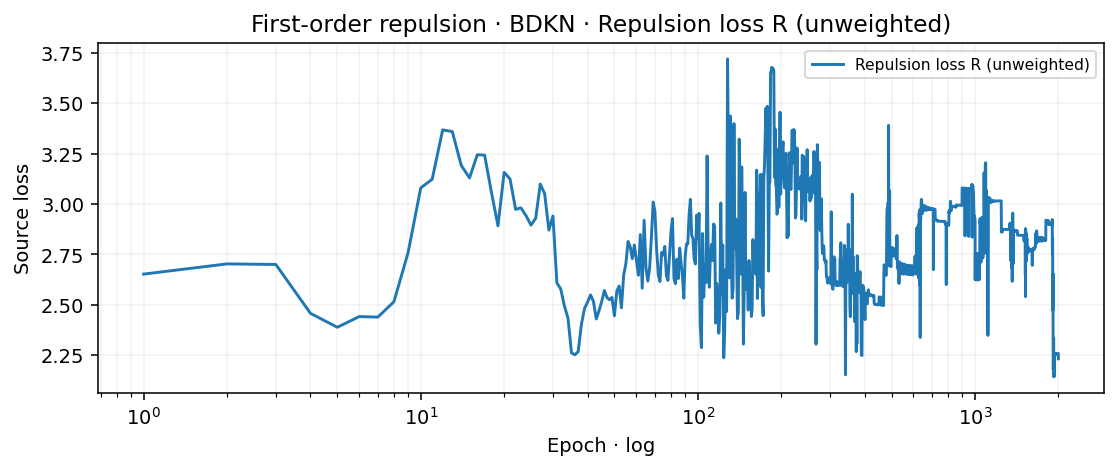 First-order repulsion · BDKN · Repulsion loss R (unweighted)
Repulsion loss R (unweighted)
Source loss
3.75
3.50
3.25
3.00
2.75
2.50
2.25
10⁰
10¹
10²
10³
Epoch · log